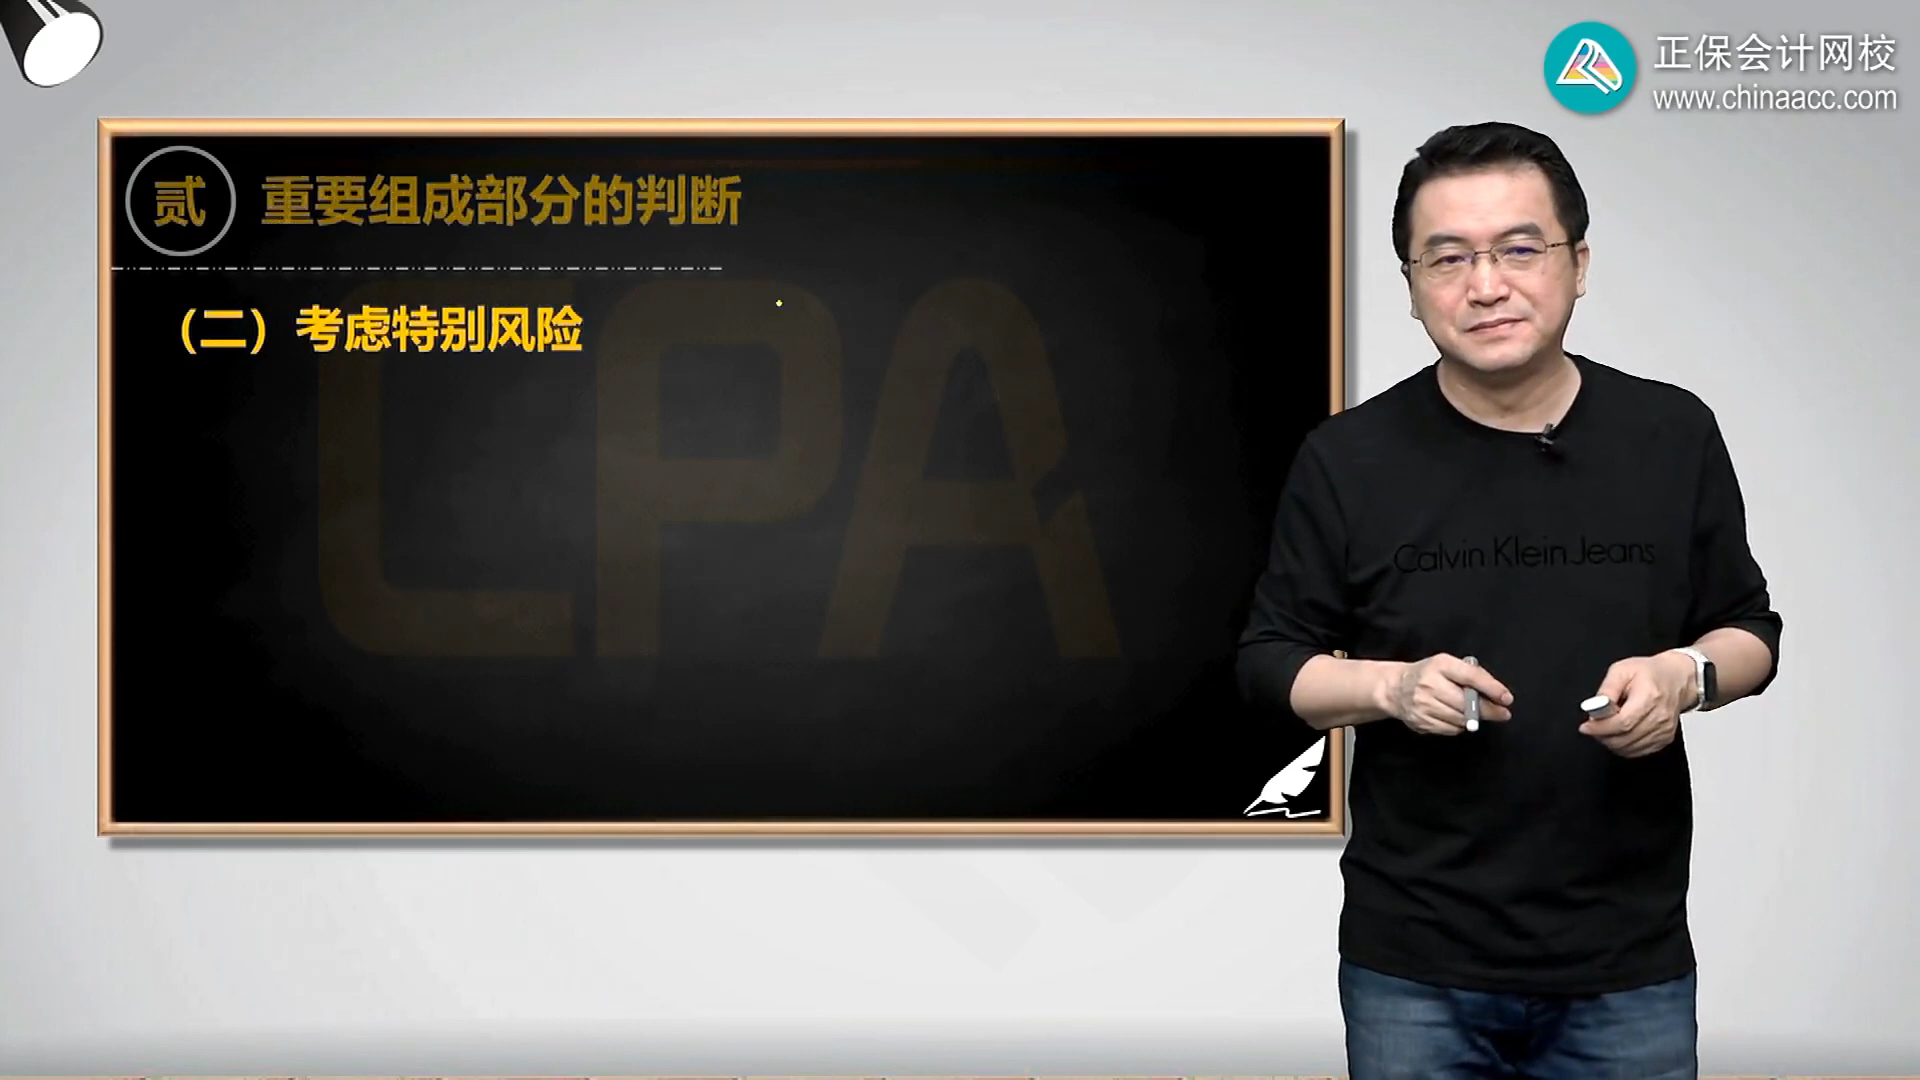 正保会计网校
www.chinaacc.com
贰 重要组成部分的判断
（二）考虑特别风险
CPA
Calvin Klein Jeans